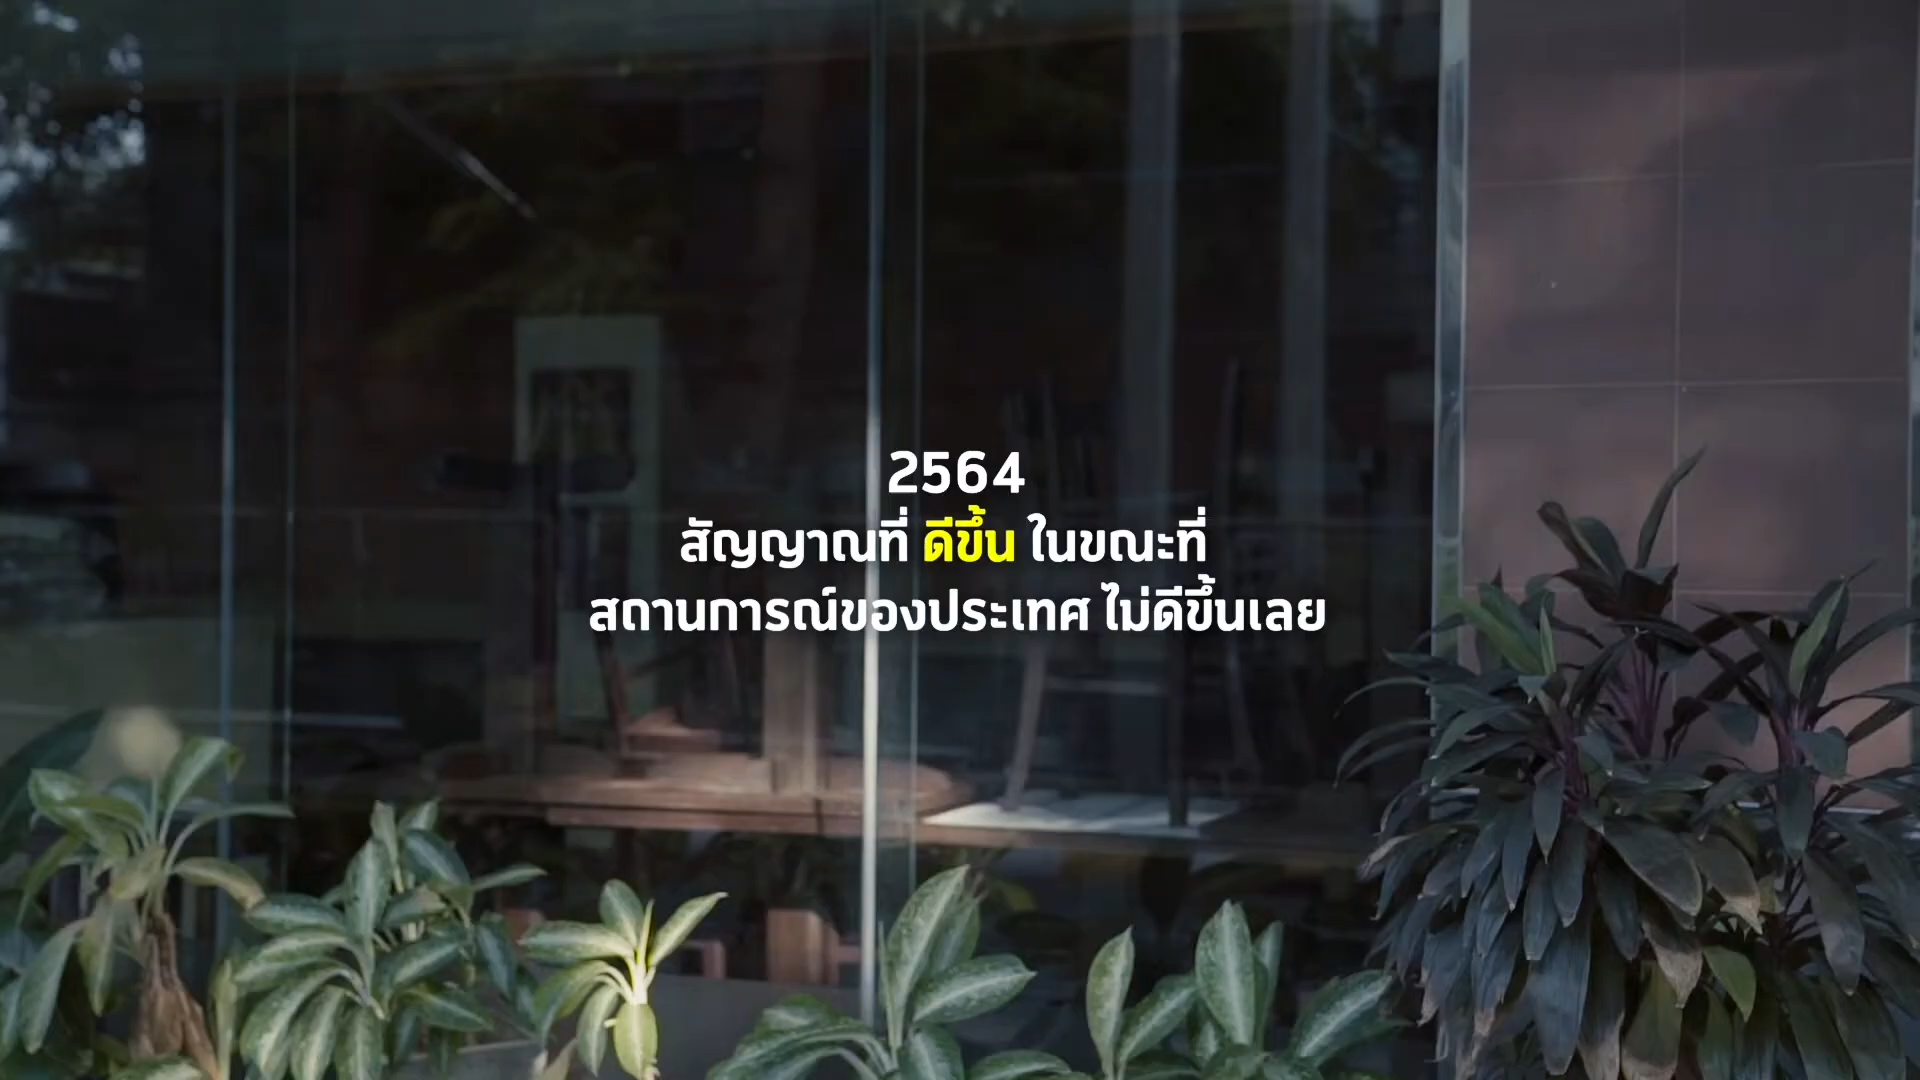 2564
สัญญาณที่ ดีขึ้น ในขณะที่
สถานการณ์ของประเทศ ไม่ดีขึ้นเลย